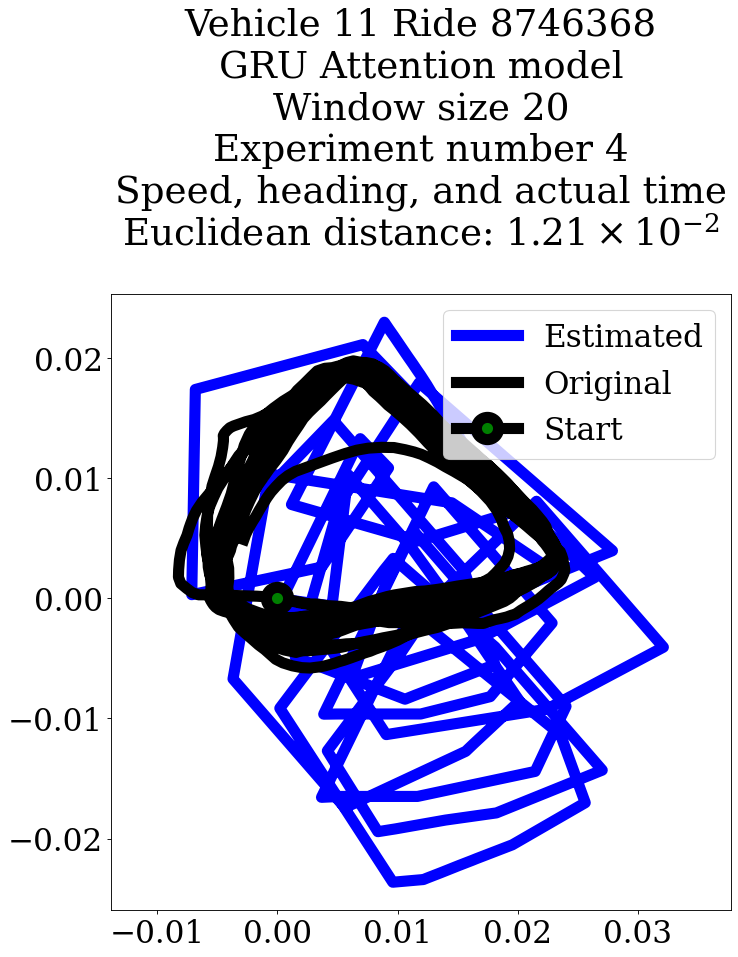 Vehicle 11 Ride 8746368
GRU Attention model
Window size 20
Experiment number 4
Speed, heading, and actual time
Euclidean distance: 1.21 × 10⁻²
Estimated
Original
Start
0.02
0.01
0.00
−0.01
−0.02
−0.01 0.00 0.01 0.02 0.03